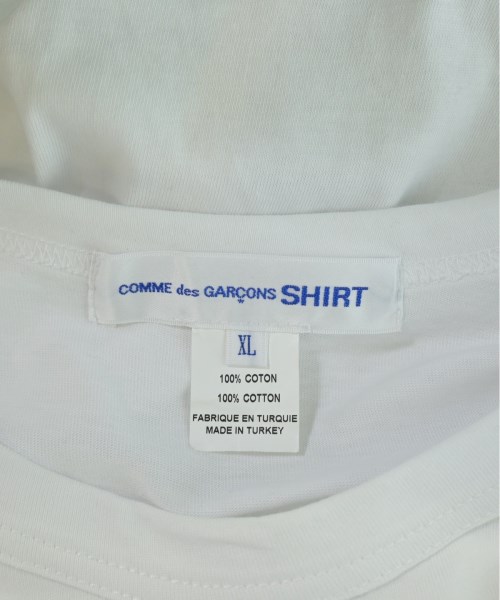 COMME des GARÇONS SHIRT
XL
100% COTON
100% COTTON
FABRIQUE EN TURQUIE
MADE IN TURKEY